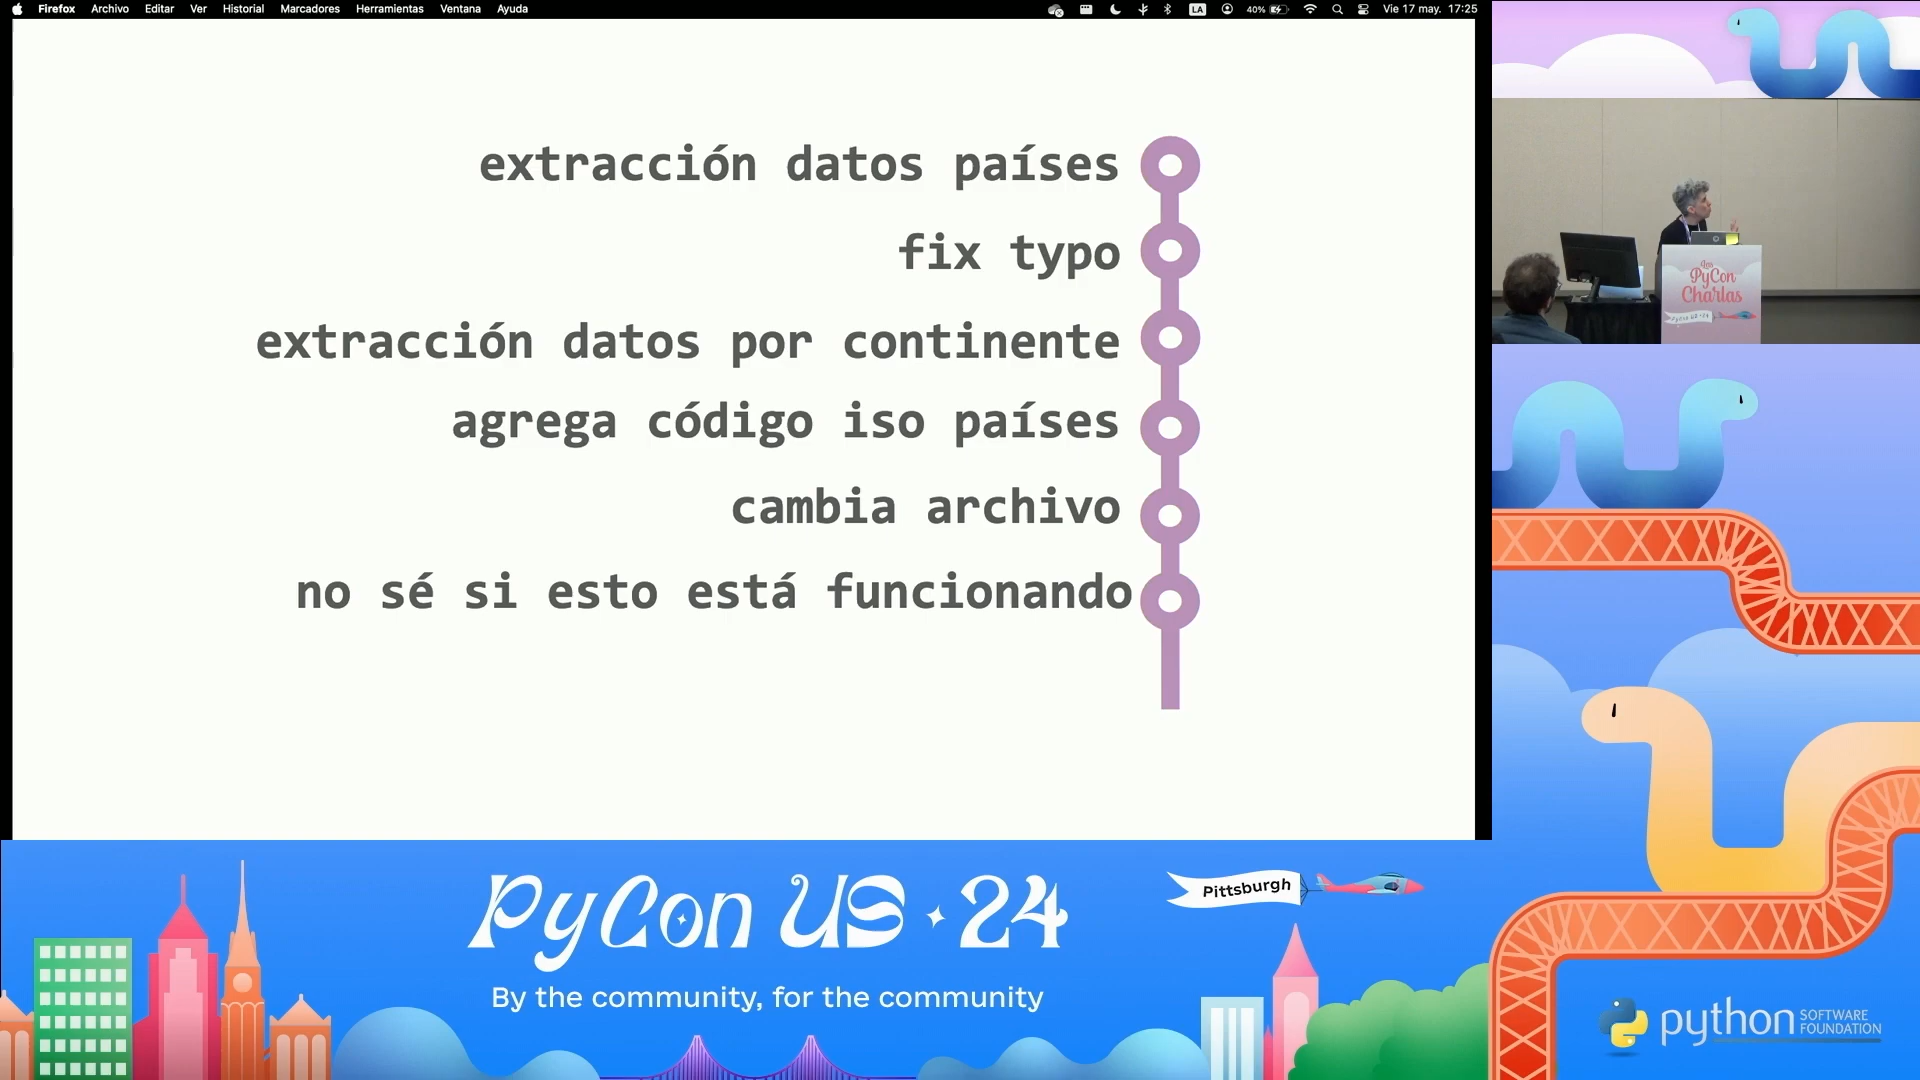 Firefox Archivo Editar Ver Historial Marcadores Herramientas Ventana Ayuda
LA 40% Vie 17 may. 17:25
extracción datos países
fix typo
extracción datos por continente
agrega código iso países
cambia archivo
no sé si esto está funcionando
Las
PyCon
Charlas
PyCon US 24
Pittsburgh
By the community, for the community
python
SOFTWARE
FOUNDATION